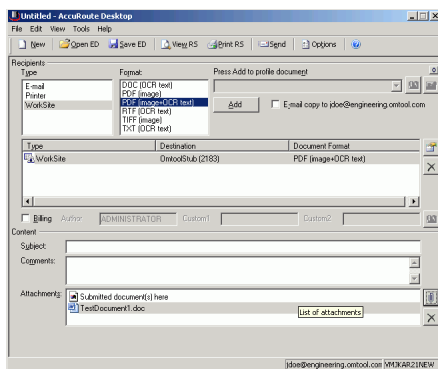 Untitled - AccuRoute Desktop
File Edit View Tools Help
New Open ED Save ED View RS Print RS Send Options
Recipients
Type Format Press Add to profile document
E-mail
Printer
WorkSite
DOC (OCR text)
PDF (image)
PDF (image+OCR text)
RTF (OCR text)
TIFF (image)
TXT (OCR text)
Add E-mail copy to jdoe@engineering.omtool.com
Type Destination Document Format
WorkSite OmtoolStub (2183) PDF (image+OCR text)
Billing Author: ADMINISTRATOR Custom1 Custom2
Content
Subject:
Comments:
Attachments: Submitted document(s) here
TestDocument1.doc
List of attachments
jdoe@engineering.omtool.com VMJKAR21NEW